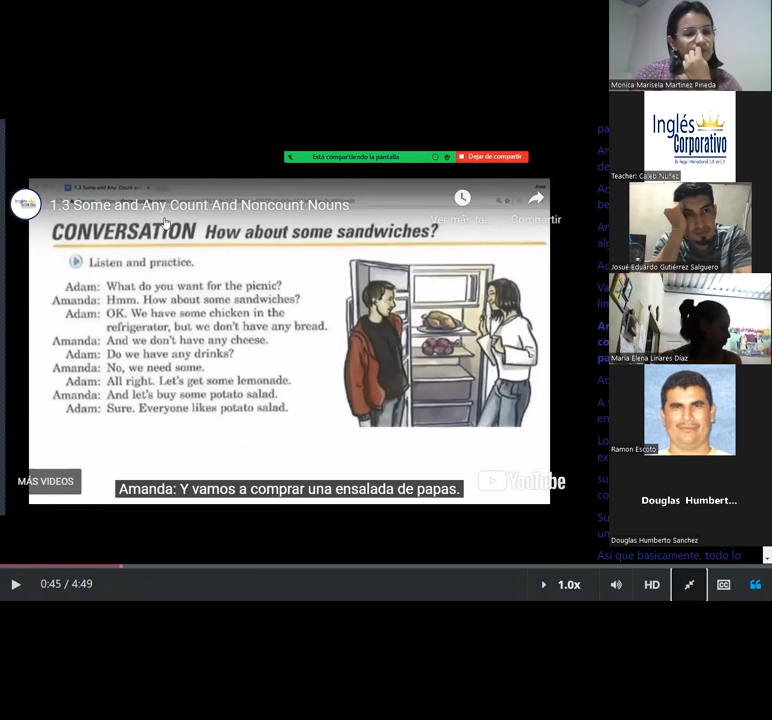 Monica Marisela Martinez Pineda
Inglés
Corporativo
Teacher: Caleb Nuñez
Josué Eduardo Gutiérrez Salguero
Maria Elena Linares Diaz
Ramon Escoto
Douglas Humbert...
Douglas Humberto Sanchez
Está compartiendo la pantalla
Dejar de compartir
1.3 Some and Any Count And Noncount Nouns
Compartir
CONVERSATION How about some sandwiches?
Listen and practice.
Adam: What do you want for the picnic?
Amanda: Hmm. How about some sandwiches?
Adam: OK. We have some chicken in the
refrigerator, but we don't have any bread.
Amanda: And we don't have any cheese.
Adam: Do we have any drinks?
Amanda: No, we need some.
Adam: All right. Let's get some lemonade.
Amanda: And let's buy some potato salad.
Adam: Sure. Everyone likes potato salad.
MÁS VIDEOS
Amanda: Y vamos a comprar una ensalada de papas.
YouTube
Así que básicamente, todo lo
0:45 / 4:49
1.0x
HD
CC